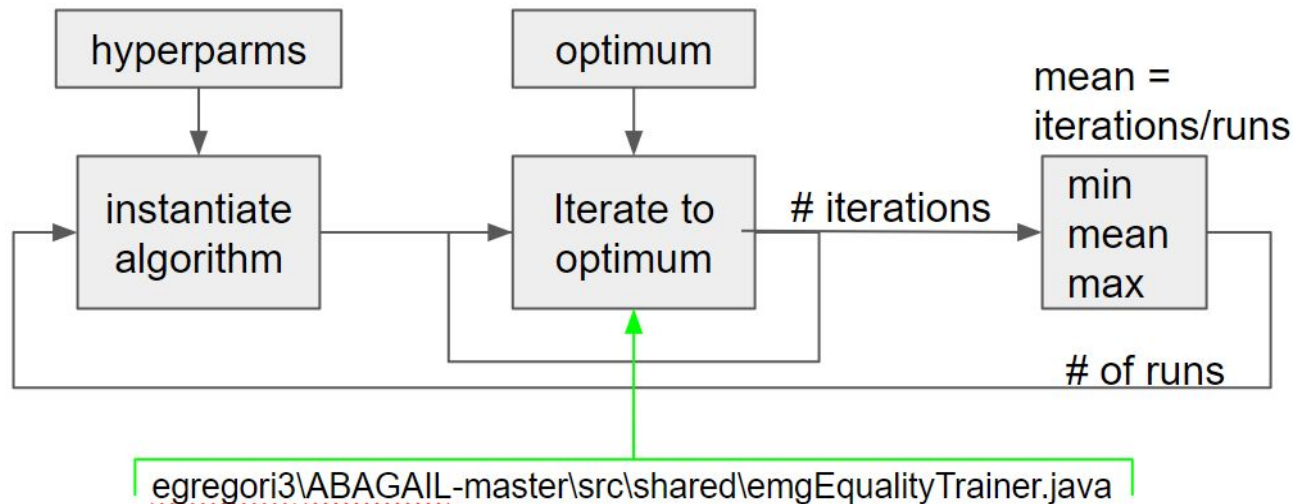 hyperparms
optimum
mean =
iterations/runs
instantiate
algorithm
Iterate to
optimum
# iterations
min
mean
max
# of runs
egregori3\ABAGAIL-master\src\shared\emgEqualityTrainer.java